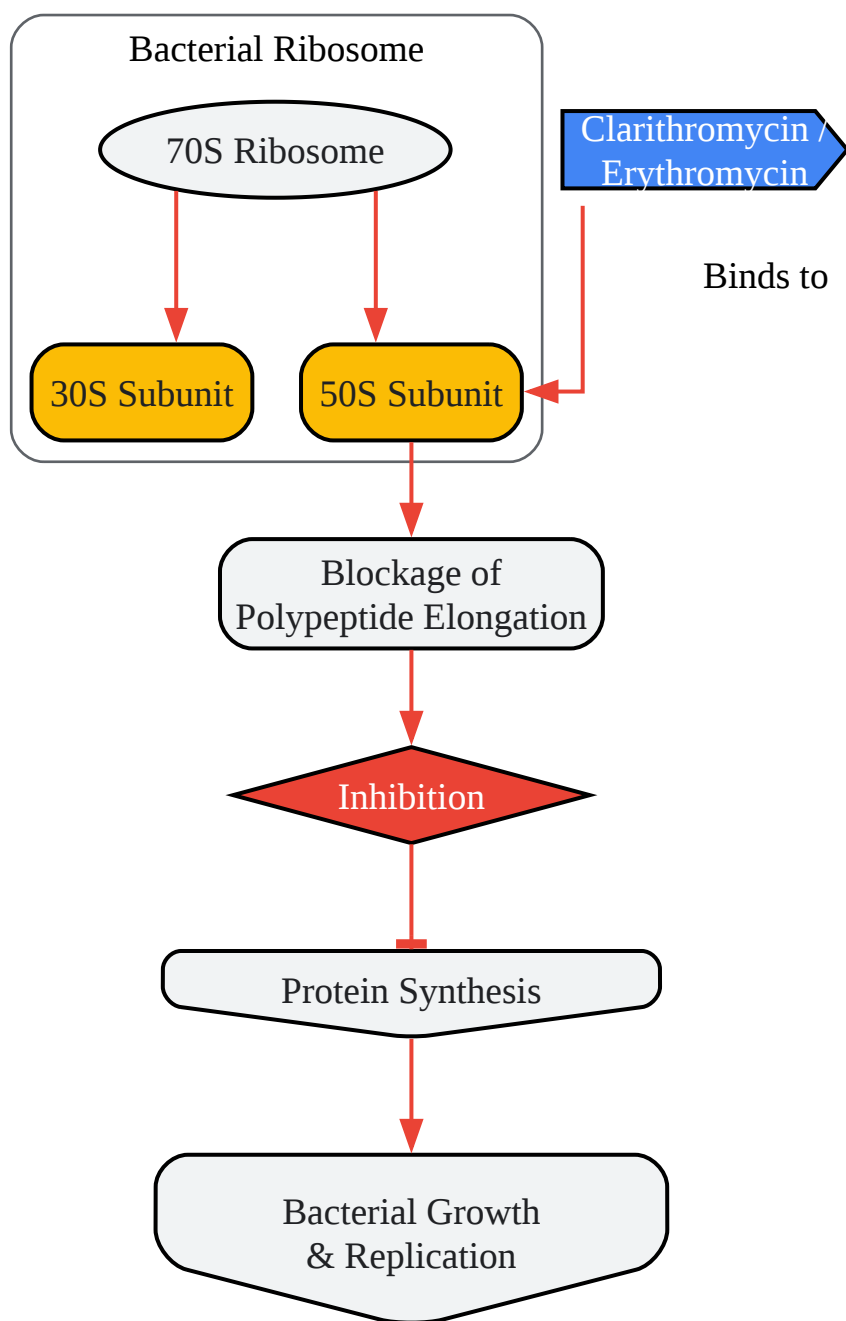 Bacterial Ribosome
70S Ribosome
Clarithromycin /
Erythromycin
Binds to
30S Subunit
50S Subunit
Blockage of
Polypeptide Elongation
Inhibition
Protein Synthesis
Bacterial Growth
& Replication